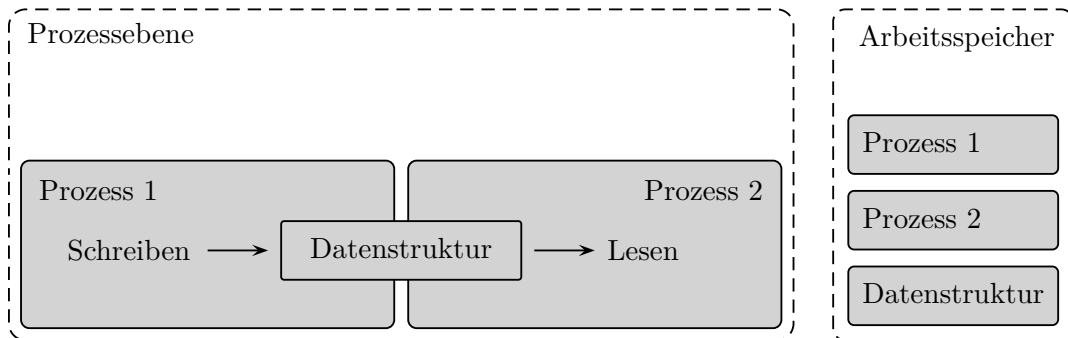 Prozessebene
Prozess 1
Prozess 2
Schreiben
Datenstruktur
Lesen
Arbeitsspeicher
Prozess 1
Prozess 2
Datenstruktur